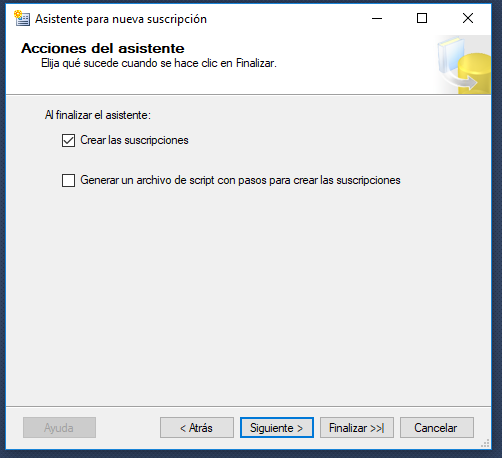 Asistente para nueva suscripción
Acciones del asistente
Elija qué sucede cuando se hace clic en Finalizar.
Al finalizar el asistente:
Crear las suscripciones
Generar un archivo de script con pasos para crear las suscripciones
Ayuda < Atrás Siguiente > Finalizar >>| Cancelar